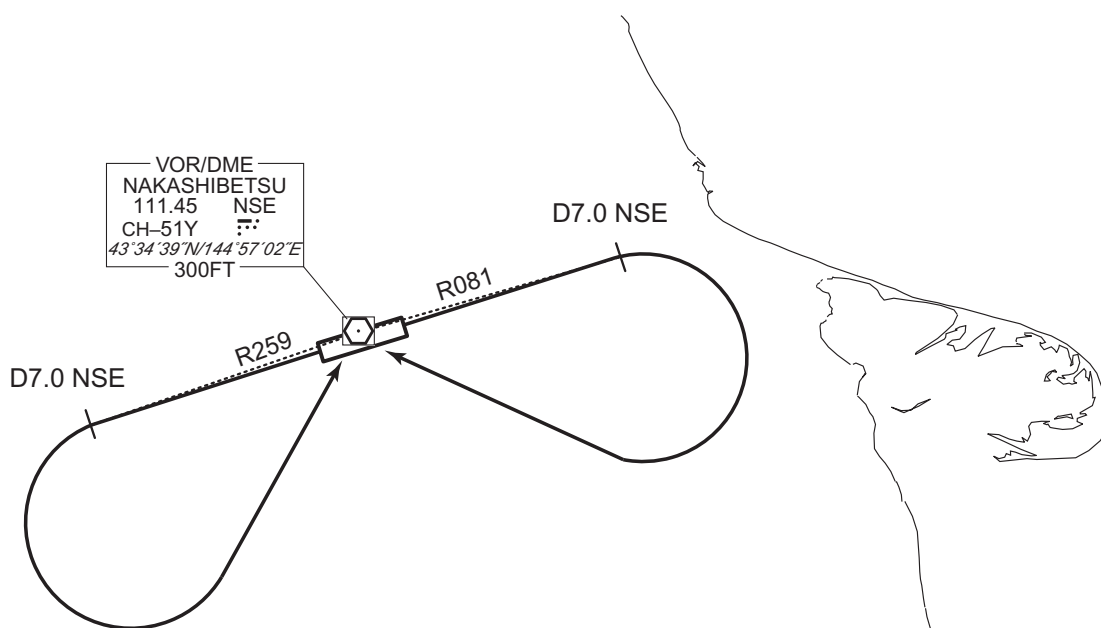 VOR/DME
NAKASHIBETSU
111.45 NSE
CH–51Y
43°34′39″N/144°57′02″E
300FT
D7.0 NSE
R081
R259
D7.0 NSE